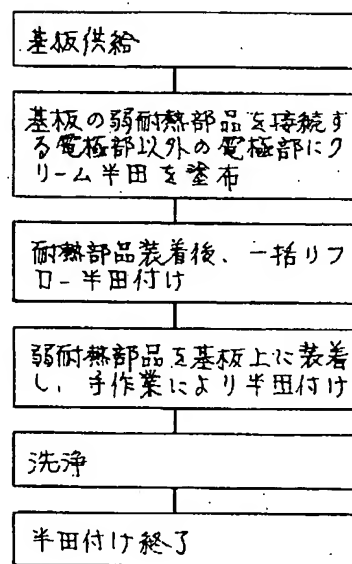 基板供給
基板の弱耐熱部品を接続す
る電極部以外の電極部にク
リーム半田を塗布
耐熱部品装着後、一括リフ
ロー半田付け
弱耐熱部品を基板上に装着
し、手作業により半田付け
洗浄
半田付け終了